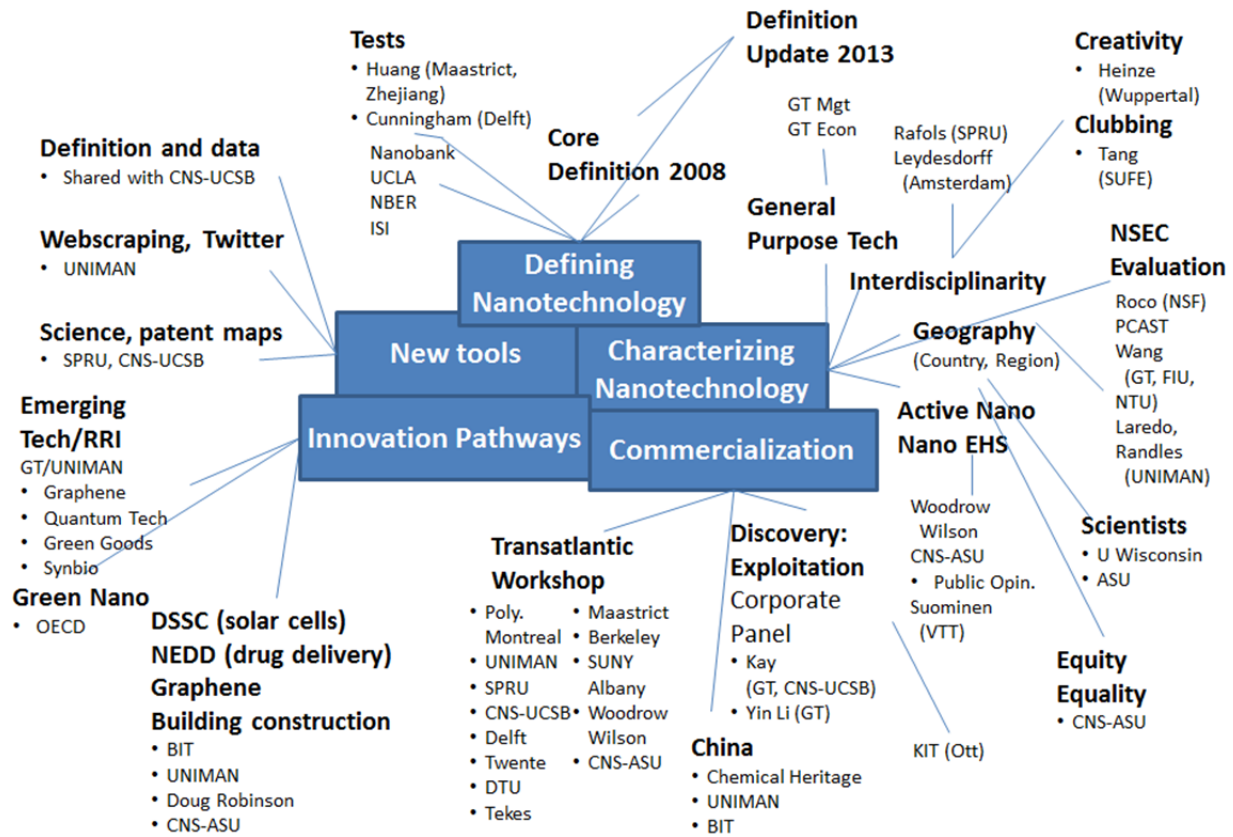 Tests
• Huang (Maastrict,
Zhejiang)
• Cunningham (Delft)
Nanobank
UCLA
NBER
ISI
Definition
Update 2013
Core
Definition 2008
GT Mgt
GT Econ
General
Purpose Tech
Rafols (SPRU)
Leydesdorff
(Amsterdam)
Interdisciplinarity
Creativity
• Heinze
(Wuppertal)
Clubbing
• Tang
(SUFE)
NSEC
Evaluation
Roco (NSF)
PCAST
Wang
(GT, FIU,
NTU)
Laredo,
Randles
(UNIMAN)
Definition and data
• Shared with CNS-UCSB
Webscraping, Twitter
• UNIMAN
Science, patent maps
• SPRU, CNS-UCSB
Defining
Nanotechnology
New tools
Characterizing
Nanotechnology
Innovation Pathways
Commercialization
Geography
(Country, Region)
Active Nano
Nano EHS
Woodrow
Wilson
CNS-ASU
• Public Opin.
Suominen
(VTT)
Scientists
• U Wisconsin
• ASU
Equity
Equality
• CNS-ASU
KIT (Ott)
Emerging
Tech/RRI
GT/UNIMAN
• Graphene
• Quantum Tech
• Green Goods
• Synbio
Green Nano
• OECD
DSSC (solar cells)
NEDD (drug delivery)
Graphene
Building construction
• BIT
• UNIMAN
• Doug Robinson
• CNS-ASU
Transatlantic
Workshop
• Poly.
Montreal
• UNIMAN
• SPRU
• CNS-UCSB
• Delft
• Twente
• DTU
• Tekes
• Maastrict
• Berkeley
• SUNY
Albany
• Woodrow
Wilson
• CNS-ASU
Discovery:
Exploitation
Corporate
Panel
• Kay
(GT, CNS-UCSB)
• Yin Li (GT)
China
• Chemical Heritage
• UNIMAN
• BIT